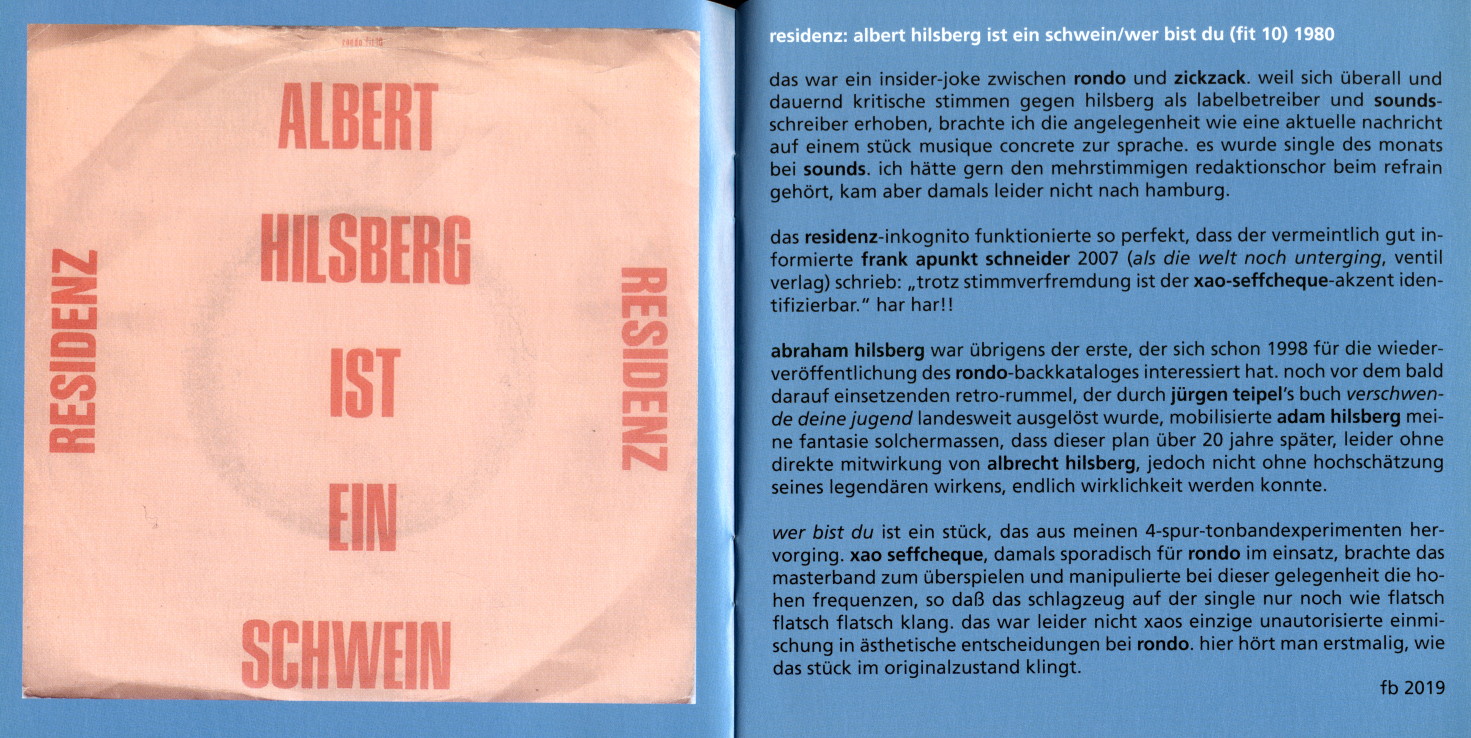 rondo fit 10
ALBERT
HILSBERG
IST
EIN
SCHWEIN
RESIDENZ
RESIDENZ
residenz: albert hilsberg ist ein schwein/wer bist du (fit 10) 1980
das war ein insider-joke zwischen rondo und zickzack. weil sich überall und
dauernd kritische stimmen gegen hilsberg als labelbetreiber und sounds-
schreiber erhoben, brachte ich die angelegenheit wie eine aktuelle nachricht
auf einem stück musique concrete zur sprache. es wurde single des monats
bei sounds. ich hätte gern den mehrstimmigen redaktionschor beim refrain
gehört, kam aber damals leider nicht nach hamburg.
das residenz-inkognito funktionierte so perfekt, dass der vermeintlich gut in-
formierte frank apunkt schneider 2007 (als die welt noch unterging, ventil
verlag) schrieb: „trotz stimmverfremdung ist der xao-seffcheque-akzent iden-
tifizierbar.“ har har!!
abraham hilsberg war übrigens der erste, der sich schon 1998 für die wieder-
veröffentlichung des rondo-backkataloges interessiert hat. noch vor dem bald
darauf einsetzenden retro-rummel, der durch jürgen teipel's buch verschwen-
de deine jugend landesweit ausgelöst wurde, mobilisierte adam hilsberg mei-
ne fantasie solchermassen, dass dieser plan über 20 jahre später, leider ohne
direkte mitwirkung von albrecht hilsberg, jedoch nicht ohne hochschätzung
seines legendären wirkens, endlich wirklichkeit werden konnte.
wer bist du ist ein stück, das aus meinen 4-spur-tonbandexperimenten her-
vorging. xao seffcheque, damals sporadisch für rondo im einsatz, brachte das
masterband zum überspielen und manipulierte bei dieser gelegenheit die ho-
hen frequenzen, so daß das schlagzeug auf der single nur noch wie flatsch
flatsch flatsch klang. das war leider nicht xaos einzige unautorisierte einmi-
schung in ästhetische entscheidungen bei rondo. hier hört man erstmalig, wie
das stück im originalzustand klingt.
fb 2019